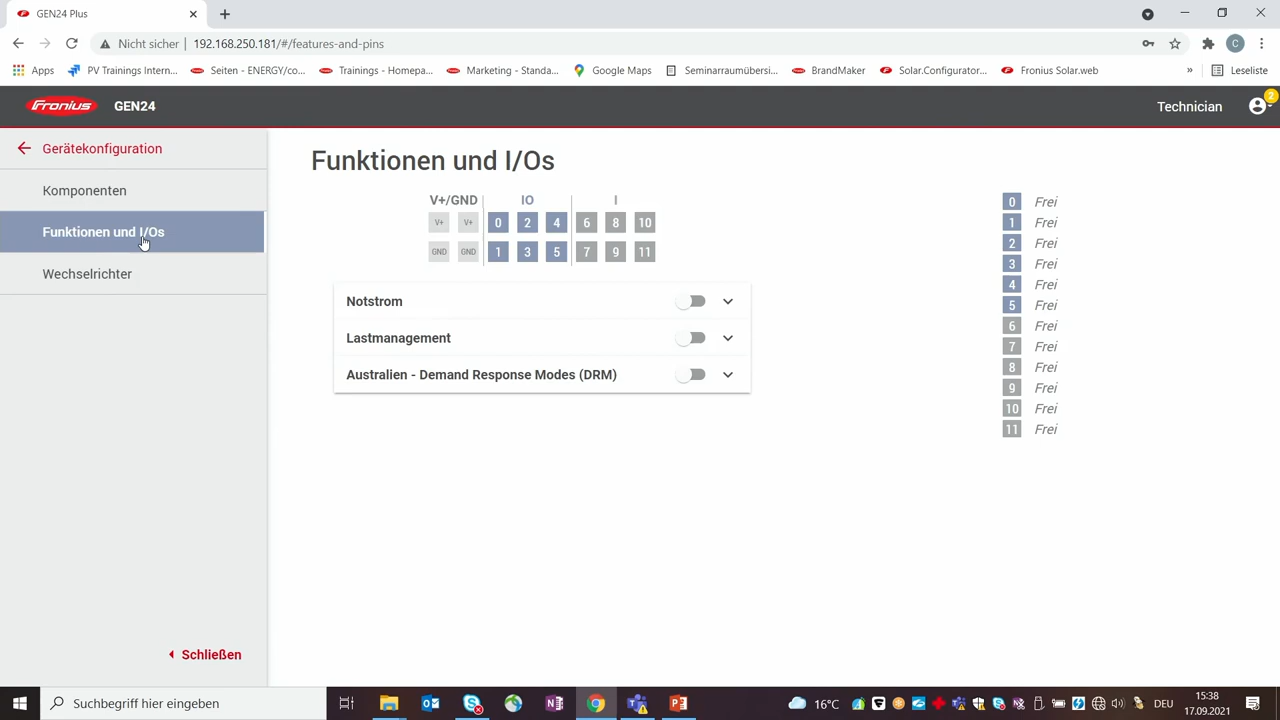 GEN24 Plus
Nicht sicher | 192.168.250.181/#/features-and-pins
Apps PV Trainings Intern... Seiten - ENERGY/co... Trainings - Homepa... Marketing - Standa... Google Maps Seminarraumübersi... BrandMaker Solar.Configurator... Fronius Solar.web » Leseliste
Fronius GEN24 Technician 2
Gerätekonfiguration
Komponenten
Funktionen und I/Os
Wechselrichter
Schließen
Funktionen und I/Os
V+/GND IO I
V+ V+ 0 2 4 6 8 10
GND GND 1 3 5 7 9 11
Notstrom
Lastmanagement
Australien - Demand Response Modes (DRM)
0 Frei
1 Frei
2 Frei
3 Frei
4 Frei
5 Frei
6 Frei
7 Frei
8 Frei
9 Frei
10 Frei
11 Frei
Suchbegriff hier eingeben 16°C DEU 15:38
17.09.2021